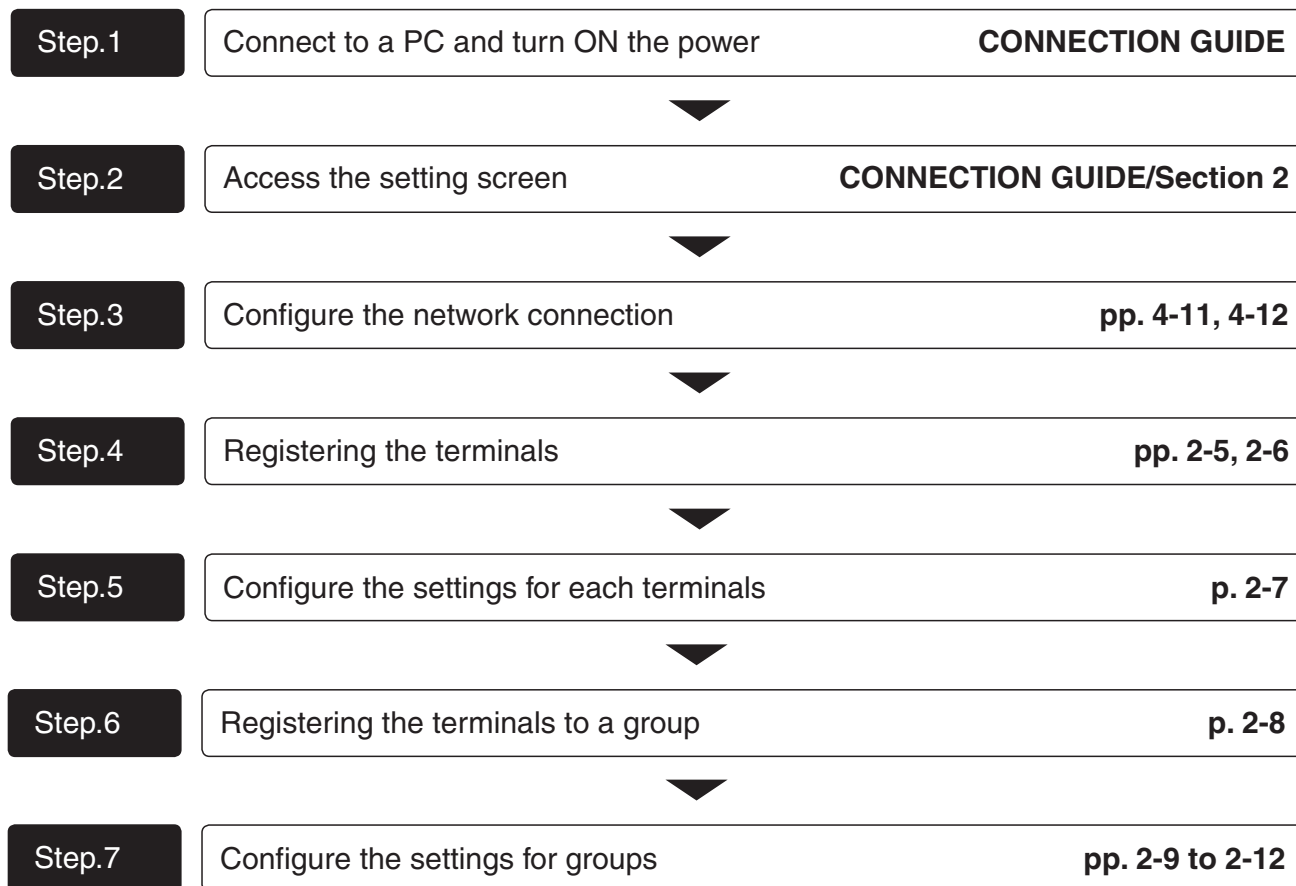 Step.1 Connect to a PC and turn ON the power CONNECTION GUIDE
Step.2 Access the setting screen CONNECTION GUIDE/Section 2
Step.3 Configure the network connection pp. 4-11, 4-12
Step.4 Registering the terminals pp. 2-5, 2-6
Step.5 Configure the settings for each terminals p. 2-7
Step.6 Registering the terminals to a group p. 2-8
Step.7 Configure the settings for groups pp. 2-9 to 2-12